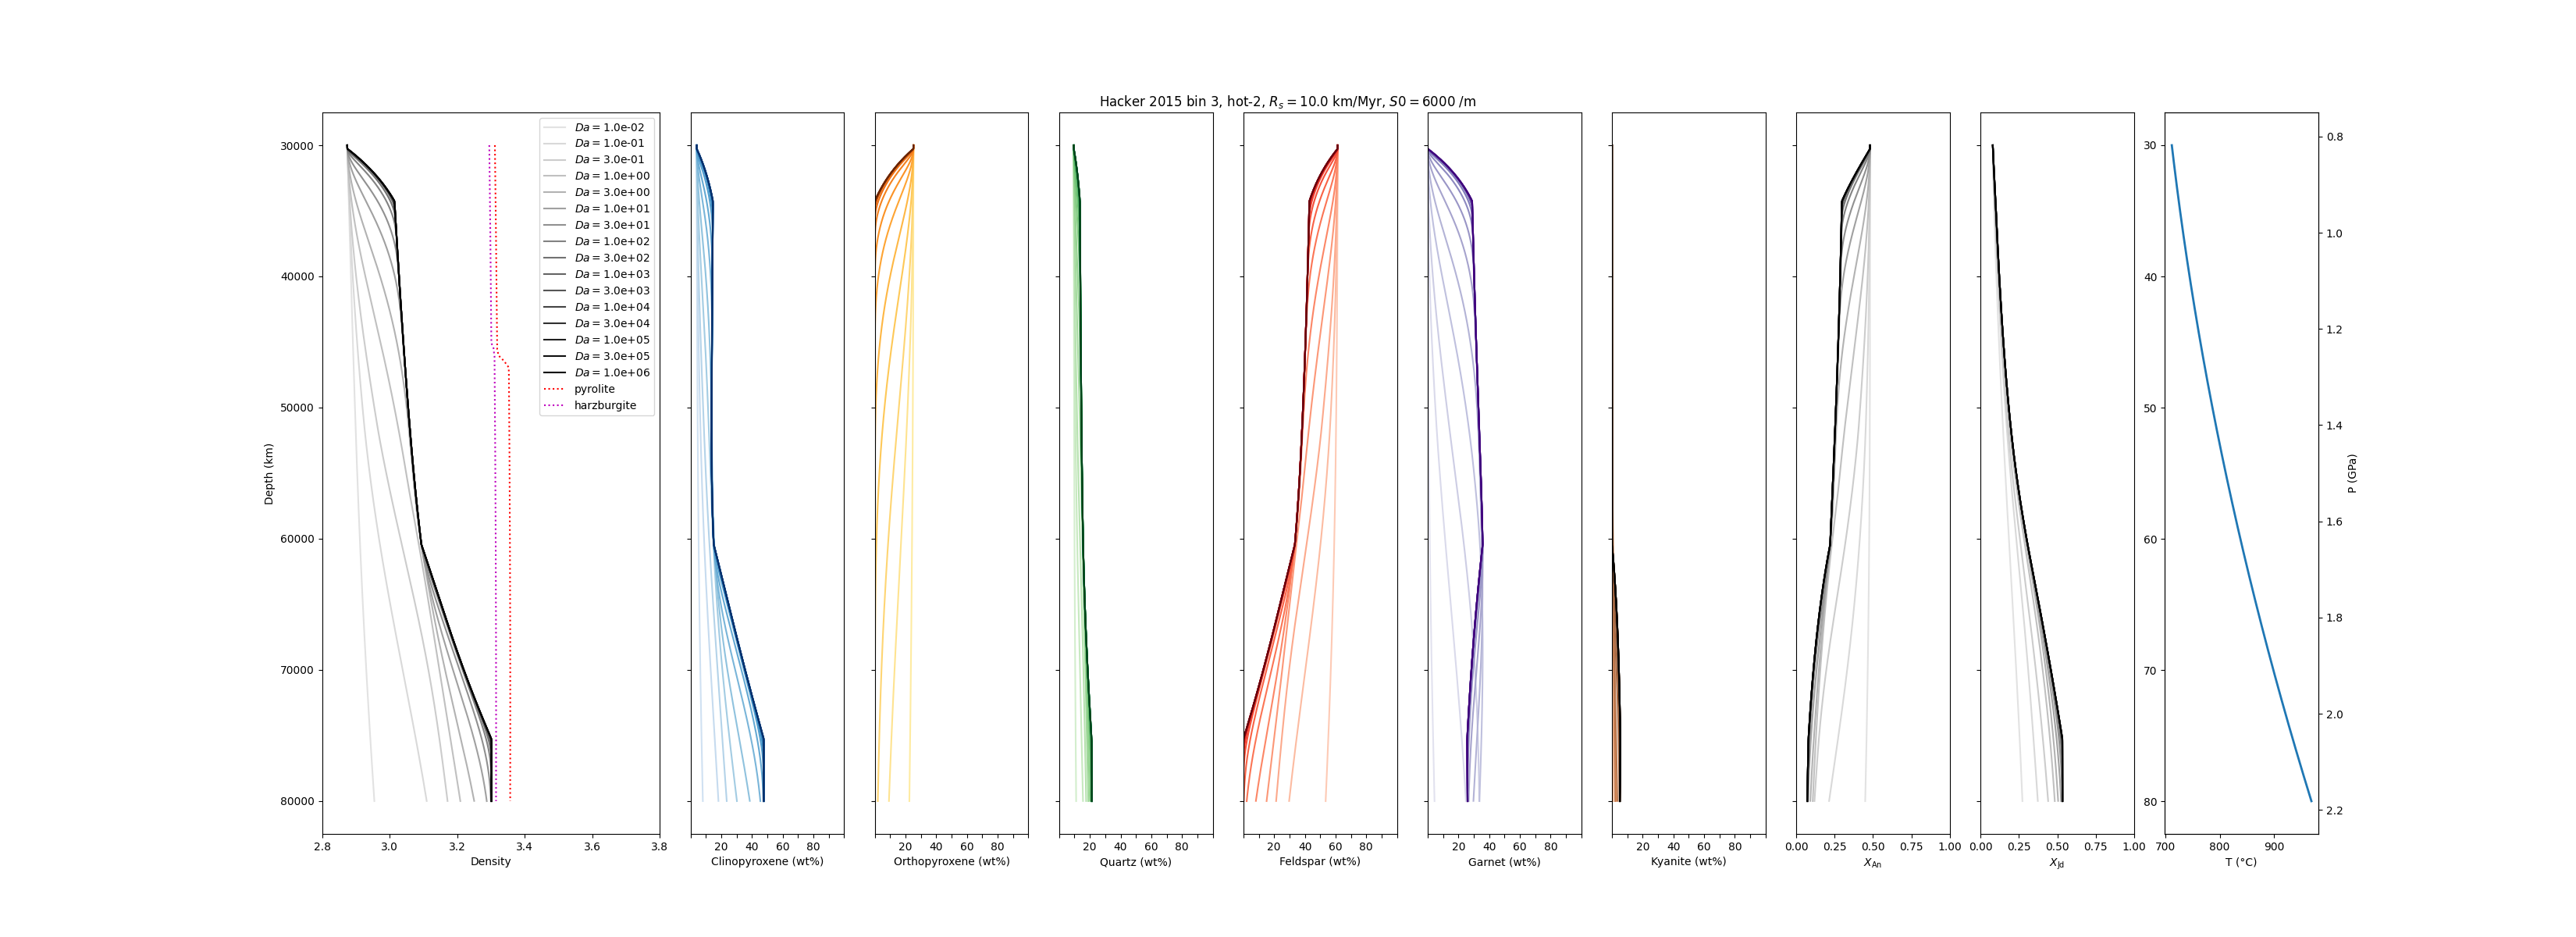 Hacker 2015 bin 3, hot-2, R_s = 10.0 km/Myr, S0 = 6000 /m
Da = 1.0e-02
Da = 1.0e-01
Da = 3.0e-01
Da = 1.0e+00
Da = 3.0e+00
Da = 1.0e+01
Da = 3.0e+01
Da = 1.0e+02
Da = 3.0e+02
Da = 1.0e+03
Da = 3.0e+03
Da = 1.0e+04
Da = 3.0e+04
Da = 1.0e+05
Da = 3.0e+05
Da = 1.0e+06
pyrolite
harzburgite
30000
40000
50000
60000
70000
80000
Depth (km)
2.8 3.0 3.2 3.4 3.6 3.8
Density
20 40 60 80
Clinopyroxene (wt%)
20 40 60 80
Orthopyroxene (wt%)
20 40 60 80
Quartz (wt%)
20 40 60 80
Feldspar (wt%)
20 40 60 80
Garnet (wt%)
20 40 60 80
Kyanite (wt%)
0.00 0.25 0.50 0.75 1.00
X_An
0.00 0.25 0.50 0.75 1.00
X_Jd
30
40
50
60
70
80
700 800 900
T (°C)
0.8
1.0
1.2
1.4
1.6
1.8
2.0
2.2
P (GPa)